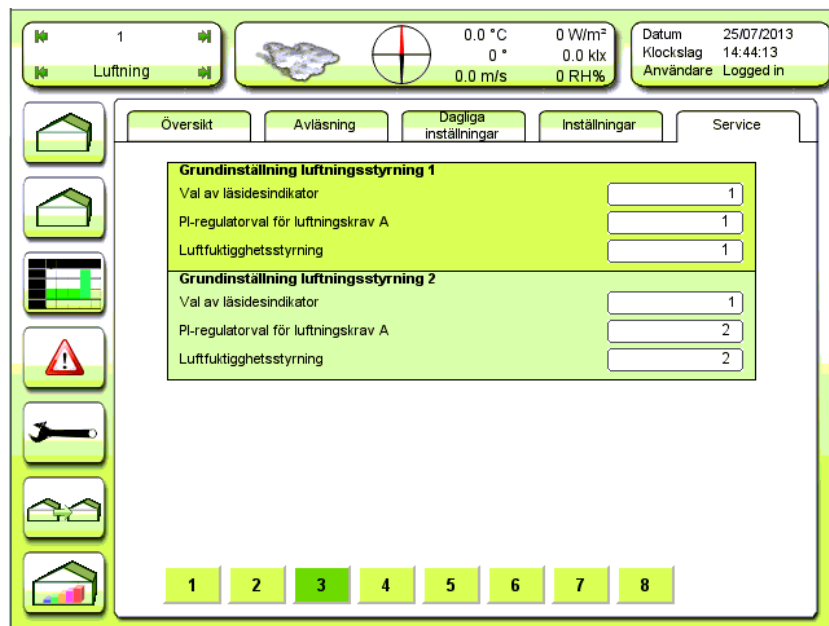 1
Luftning
0.0 °C 0 W/m²
0 ° 0.0 klx
0.0 m/s 0 RH%
Datum 25/07/2013
Klockslag 14:44:13
Användare Logged in
Översikt Avläsning Dagliga inställningar Inställningar Service
Grundinställning luftningsstyrning 1
Val av läsidesindikator 1
PI-regulatorval för luftningskrav A 1
Luftfuktigghetsstyrning 1
Grundinställning luftningsstyrning 2
Val av läsidesindikator 1
PI-regulatorval för luftningskrav A 2
Luftfuktigghetsstyrning 2
1 2 3 4 5 6 7 8